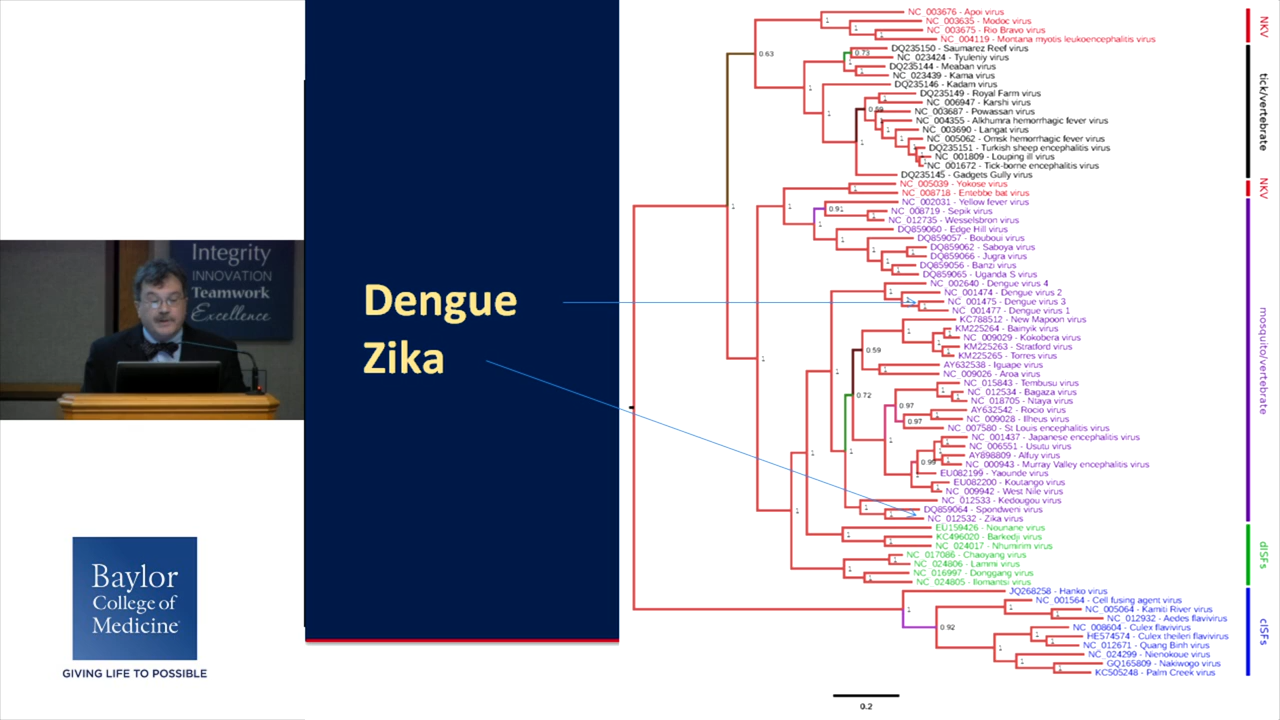 Integrity
INNOVATION
Teamwork
Excellence
Baylor
College of
Medicine
GIVING LIFE TO POSSIBLE
Dengue
Zika
NC_003676 - Apoi virus
NC_003635 - Modoc virus
NC_003675 - Rio Bravo virus
NC_004119 - Montana myotis leukoencephalitis virus
DQ235150 - Saumarez Reef virus
NC_023424 - Tyuleniy virus
DQ235144 - Meaban virus
NC_023439 - Kama virus
DQ235146 - Kadam virus
DQ235149 - Royal Farm virus
NC_006947 - Karshi virus
NC_003687 - Powassan virus
NC_004355 - Alkhumra hemorrhagic fever virus
NC_003690 - Langat virus
NC_005062 - Omsk hemorrhagic fever virus
DQ235151 - Turkish sheep encephalitis virus
NC_001809 - Louping ill virus
NC_001672 - Tick-borne encephalitis virus
DQ235145 - Gadgets Gully virus
NC_005039 - Yokose virus
NC_008718 - Entebbe bat virus
NC_002031 - Yellow fever virus
NC_008719 - Sepik virus
NC_012735 - Wesselsbron virus
DQ859060 - Edge Hill virus
DQ859057 - Bouboui virus
DQ859062 - Saboya virus
DQ859066 - Jugra virus
DQ859056 - Banzi virus
DQ859065 - Uganda S virus
NC_002640 - Dengue virus 4
NC_001474 - Dengue virus 2
NC_001475 - Dengue virus 3
NC_001477 - Dengue virus 1
KC788512 - New Mapoon virus
KM225264 - Bainyik virus
NC_009029 - Kokobera virus
KM225263 - Stratford virus
KM225265 - Torres virus
AY632538 - Iguape virus
NC_009026 - Aroa virus
NC_015843 - Tembusu virus
NC_012534 - Bagaza virus
NC_018705 - Ntaya virus
AY632542 - Rocio virus
NC_009028 - Ilheus virus
NC_007580 - St Louis encephalitis virus
NC_001437 - Japanese encephalitis virus
NC_006551 - Usutu virus
AY898809 - Alfuy virus
NC_000943 - Murray Valley encephalitis virus
EU082199 - Yaounde virus
EU082200 - Koutango virus
NC_009942 - West Nile virus
NC_012533 - Kedougou virus
DQ859064 - Spondweni virus
NC_012532 - Zika virus
EU159426 - Nounane virus
KC496020 - Barkedji virus
NC_024017 - Nhumirim virus
NC_017086 - Chaoyang virus
NC_024806 - Lammi virus
NC_016997 - Donggang virus
NC_024805 - Ilomantsi virus
JQ268258 - Hanko virus
NC_001564 - Cell fusing agent virus
NC_005064 - Kamiti River virus
NC_012932 - Aedes flavivirus
NC_008604 - Culex flavivirus
HE574574 - Culex theileri flavivirus
NC_012671 - Quang Binh virus
NC_024299 - Nienokoue virus
GQ165809 - Nakiwogo virus
KC505248 - Palm Creek virus
0.63
0.73
0.91
0.59
0.72
0.97
0.97
0.92
0.2
NKV
tick/vertebrate
NKV
mosquito/vertebrate
dISFs
cISFs